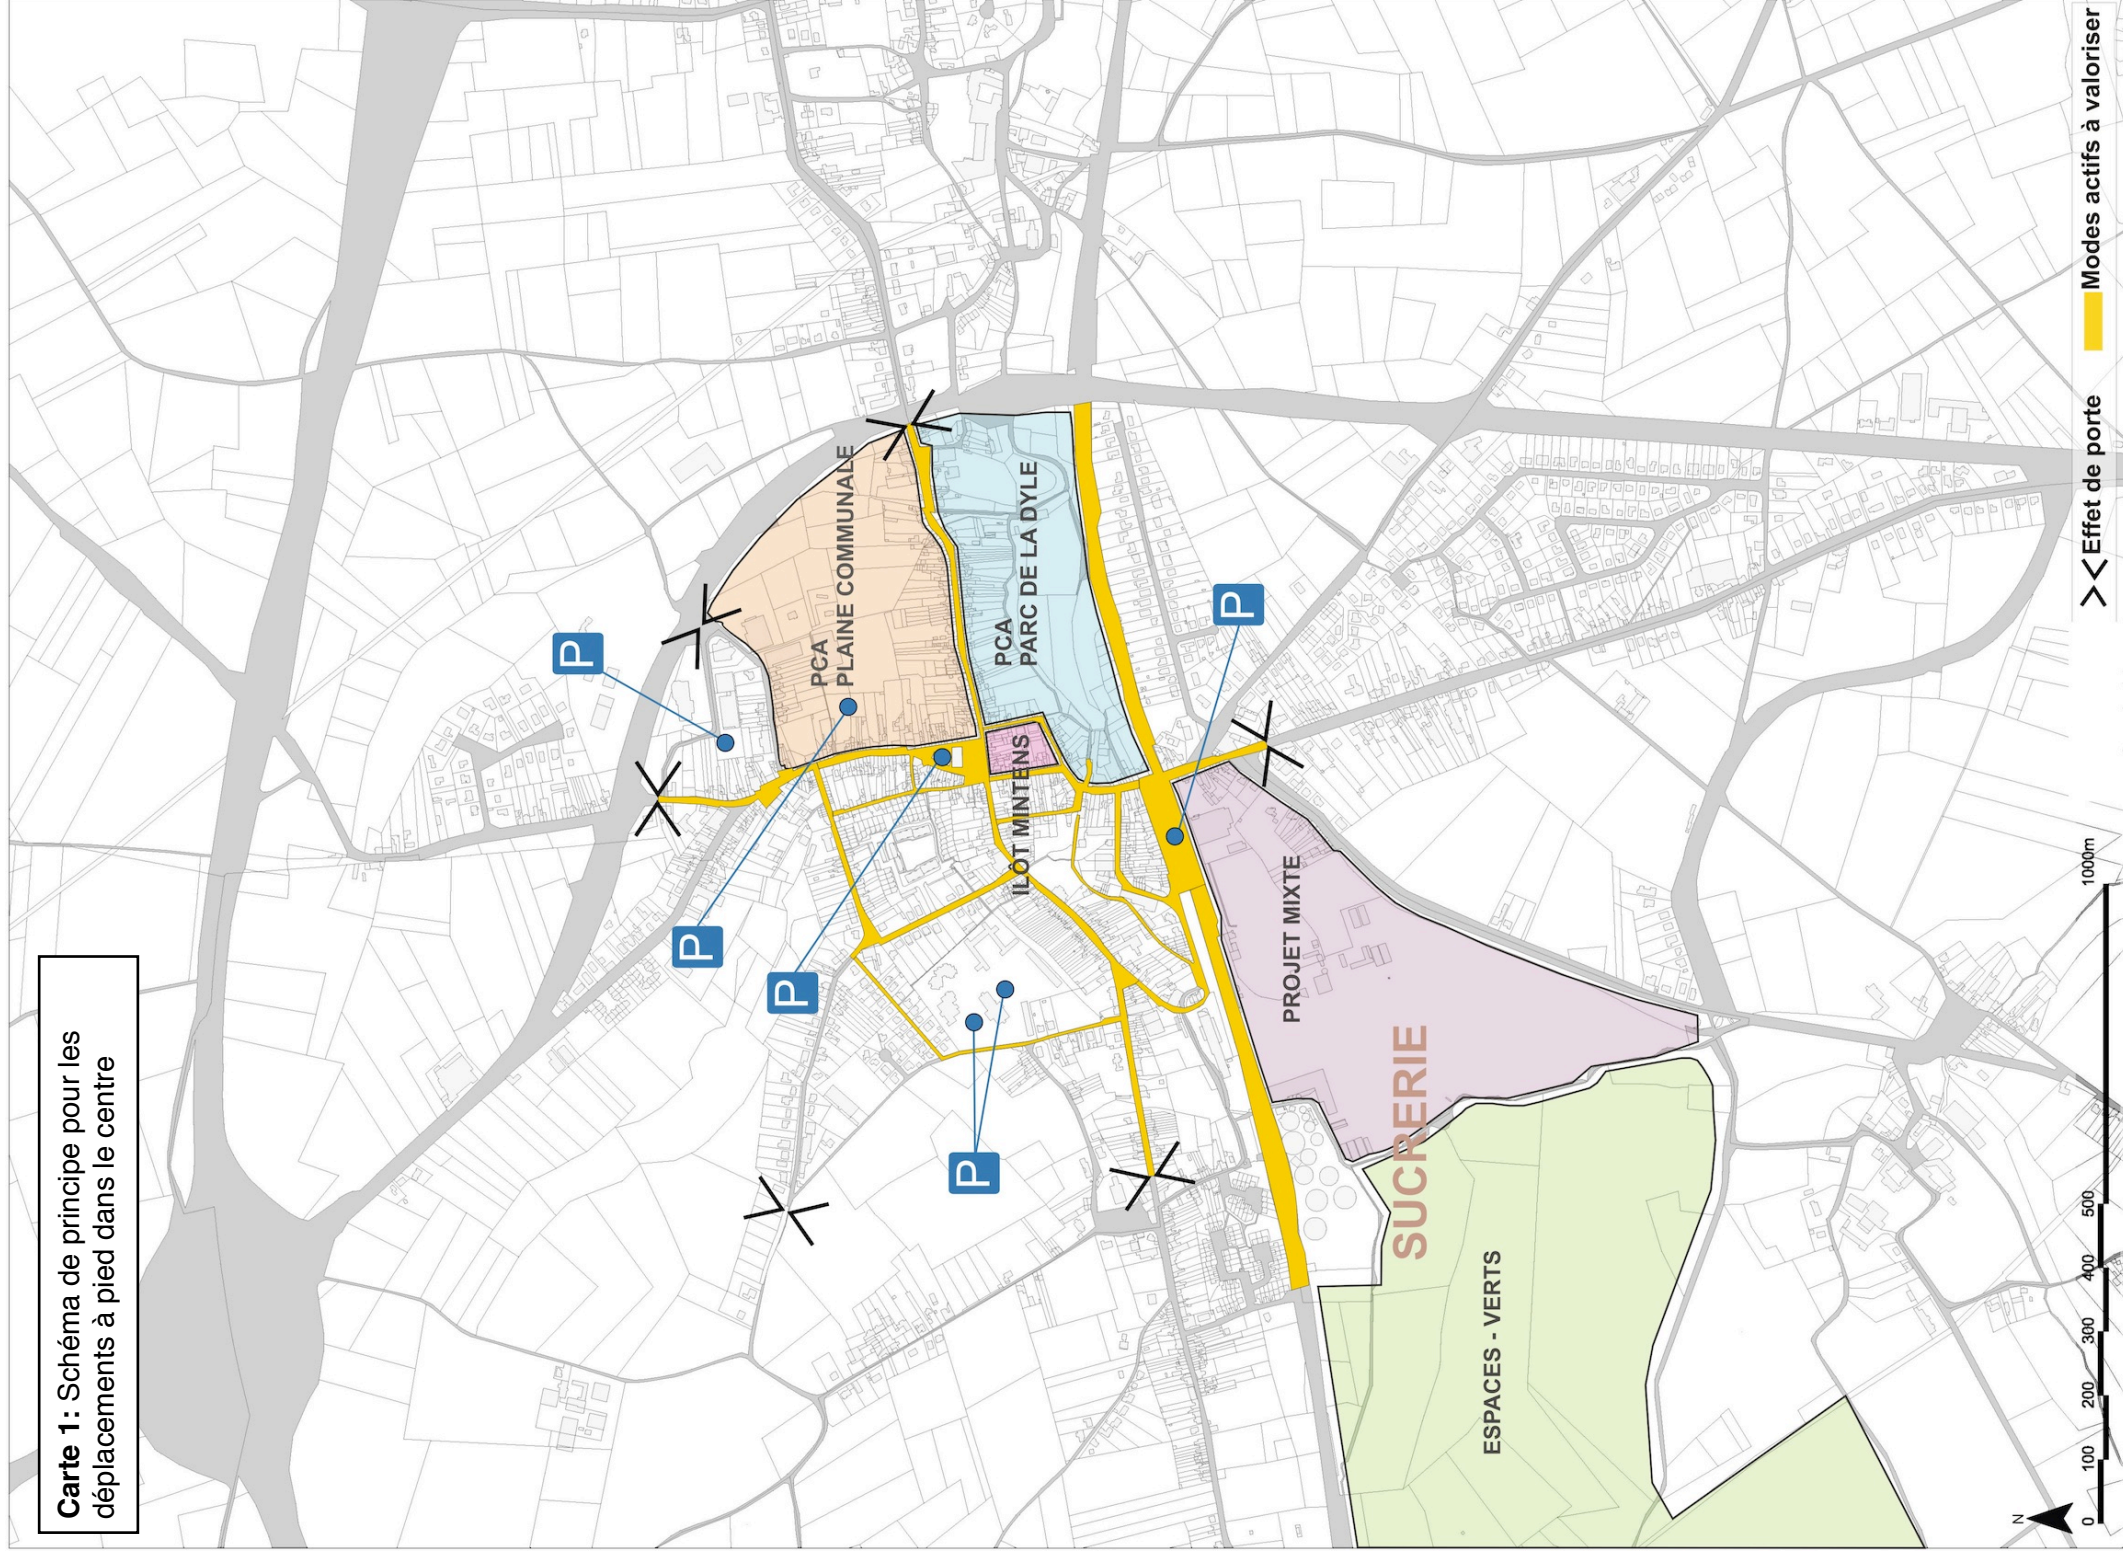 Carte 1: Schéma de principe pour les
déplacements à pied dans le centre
P
P
P
P
P
PCA
PLAINE COMMUNALE
PCA
PARC DE LA DYLE
ILOT MINTENS
PROJET MIXTE
SUCRERIE
ESPACES - VERTS
N
0 100 200 300 400 500 1000m
Effet de porte
Modes actifs à valoriser